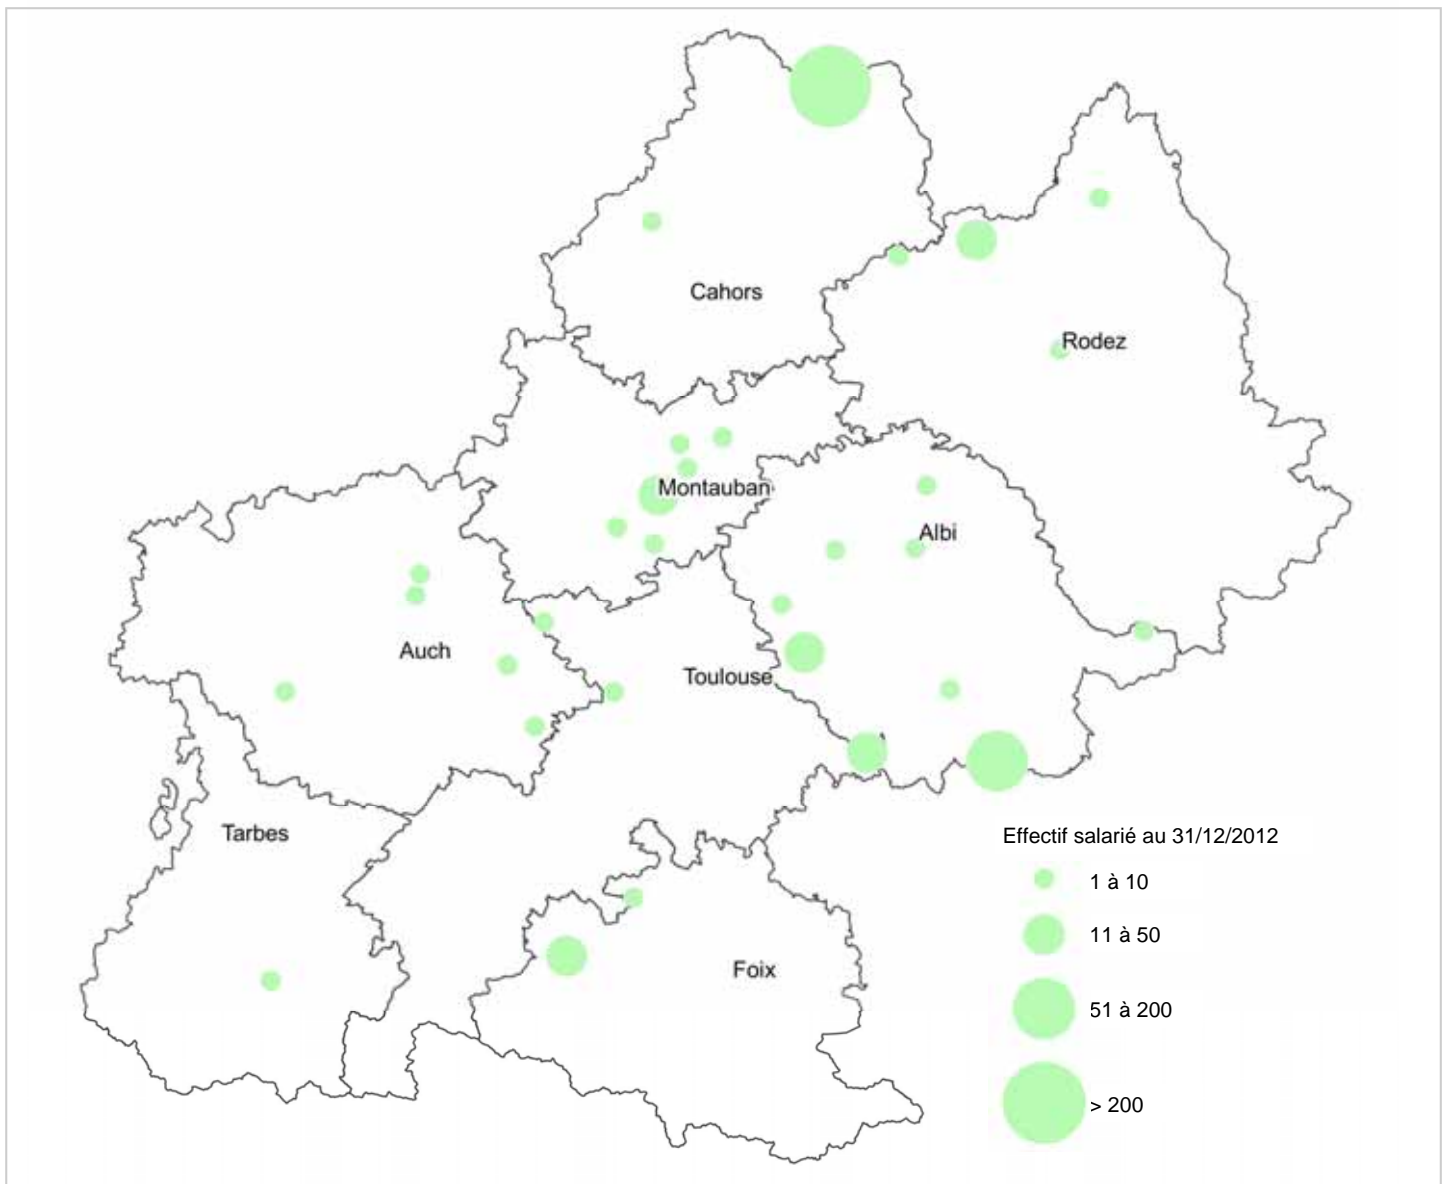 Cahors
Rodez
Montauban
Albi
Auch
Toulouse
Tarbes
Foix
Effectif salarié au 31/12/2012
1 à 10
11 à 50
51 à 200
> 200